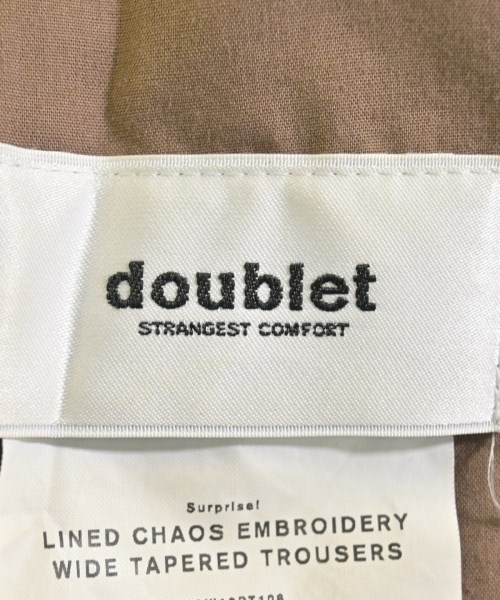 doublet
STRANGEST COMFORT
Surprise!
LINED CHAOS EMBROIDERY
WIDE TAPERED TROUSERS